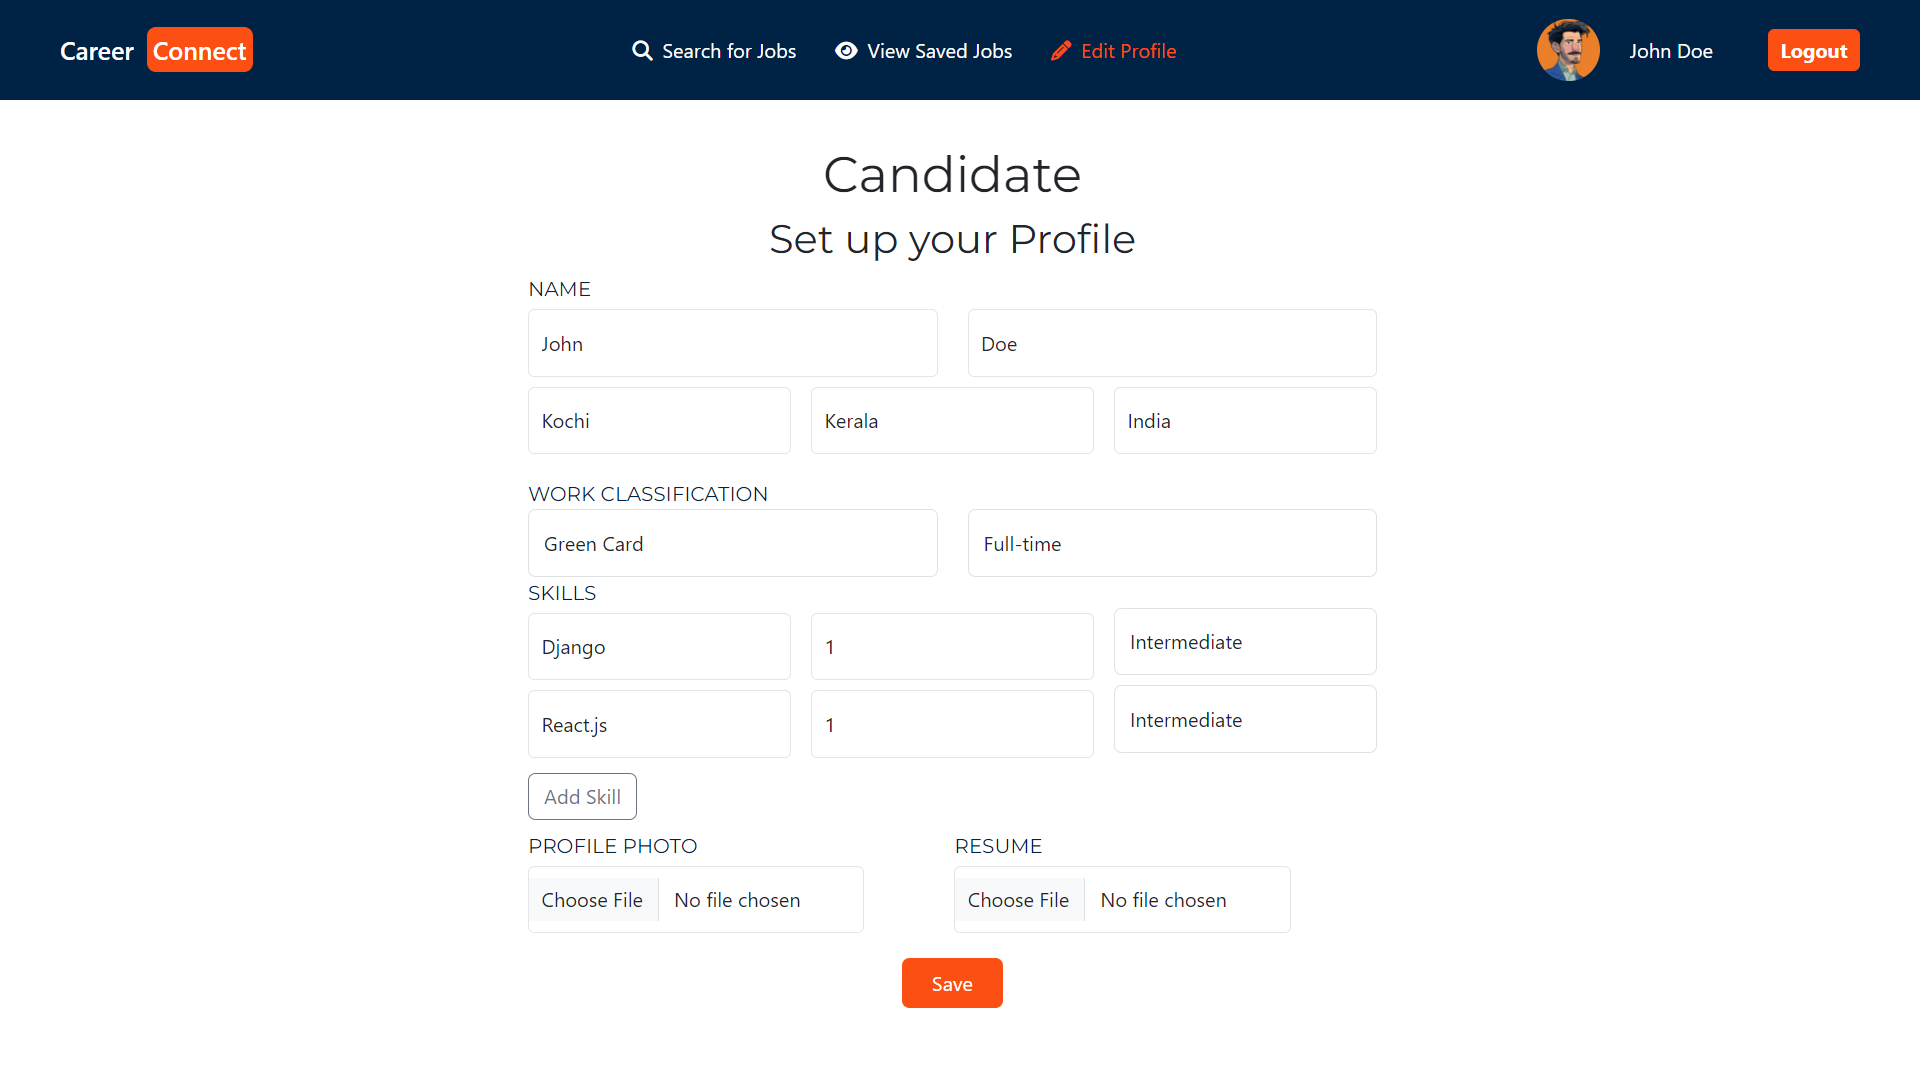 Career Connect Search for Jobs View Saved Jobs Edit Profile John Doe Logout
Candidate
Set up your Profile
NAME
John Doe
Kochi Kerala India
WORK CLASSIFICATION
Green Card Full-time
SKILLS
Django 1 Intermediate
React.js 1 Intermediate
Add Skill
PROFILE PHOTO RESUME
Choose File No file chosen Choose File No file chosen
Save